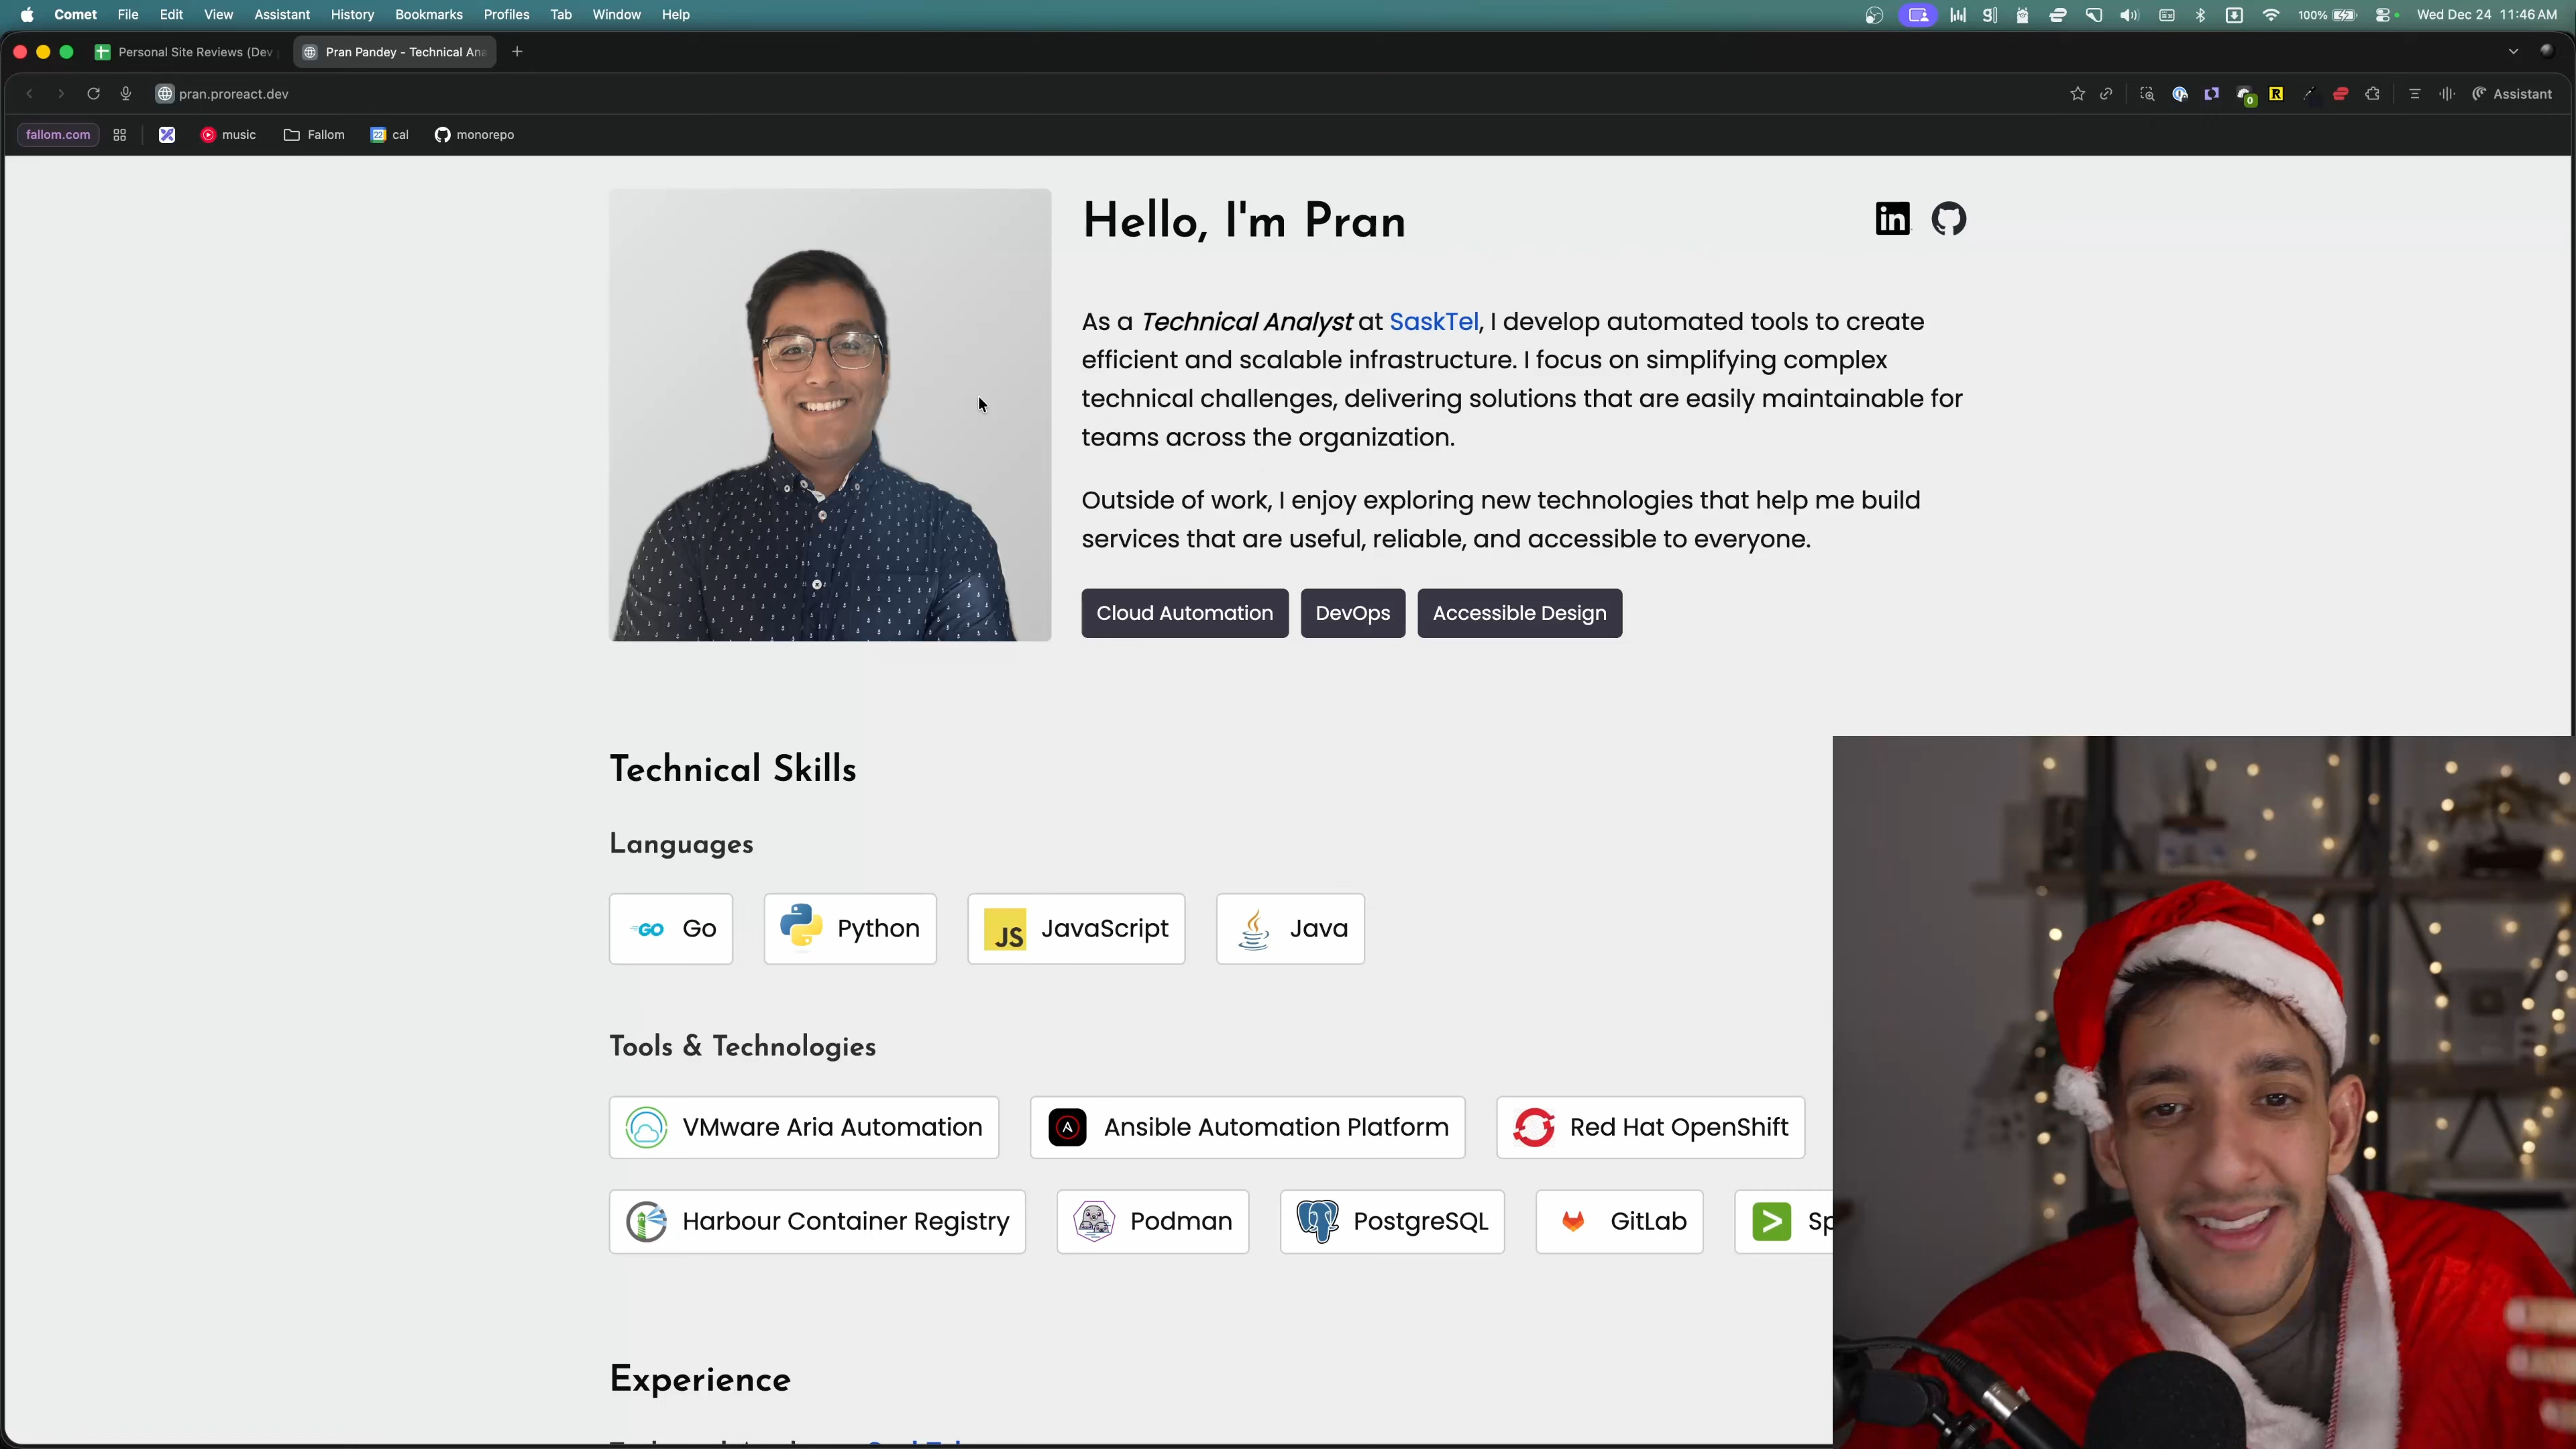 Comet File Edit View Assistant History Bookmarks Profiles Tab Window Help 100% Wed Dec 24 11:46 AM
Personal Site Reviews (Dev Pran Pandey - Technical Ana
pran.proreact.dev 0 R Assistant
fallom.com music Fallom 22 cal monorepo
Hello, I'm Pran
in
As a Technical Analyst at SaskTel, I develop automated tools to create
efficient and scalable infrastructure. I focus on simplifying complex
technical challenges, delivering solutions that are easily maintainable for
teams across the organization.
Outside of work, I enjoy exploring new technologies that help me build
services that are useful, reliable, and accessible to everyone.
Cloud Automation DevOps Accessible Design
Technical Skills
Languages
GO Go Python JS JavaScript Java
Tools & Technologies
VMware Aria Automation A Ansible Automation Platform Red Hat OpenShift
Harbour Container Registry Podman PostgreSQL GitLab Sp
Experience